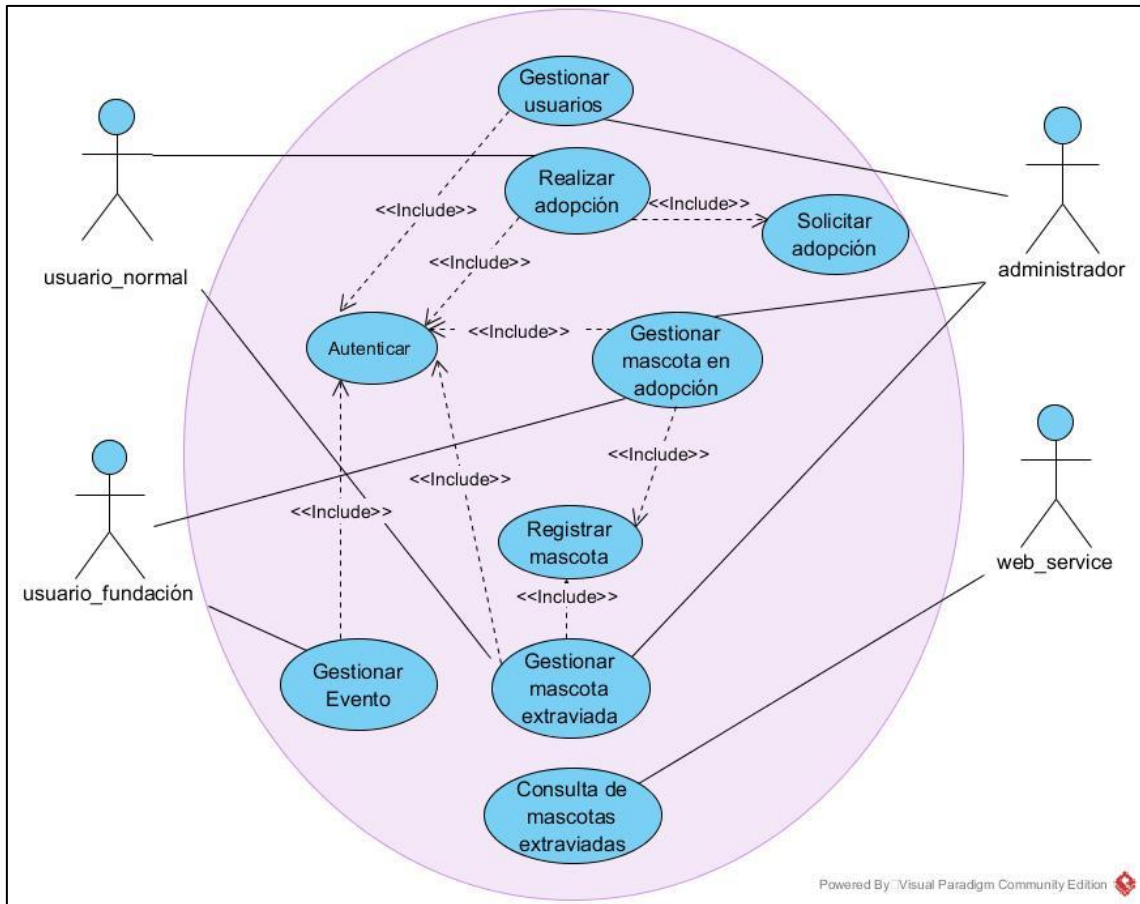 Gestionar
usuarios
Realizar
adopción
<<Include>>
Solicitar
adopción
<<Include>>
<<Include>>
usuario_normal
administrador
Autenticar
<<Include>>
Gestionar
mascota en
adopción
<<Include>>
<<Include>>
<<Include>>
Registrar
mascota
usuario_fundación
web_service
<<Include>>
Gestionar
Evento
Gestionar
mascota
extraviada
Consulta de
mascotas
extraviadas
Powered By Visual Paradigm Community Edition